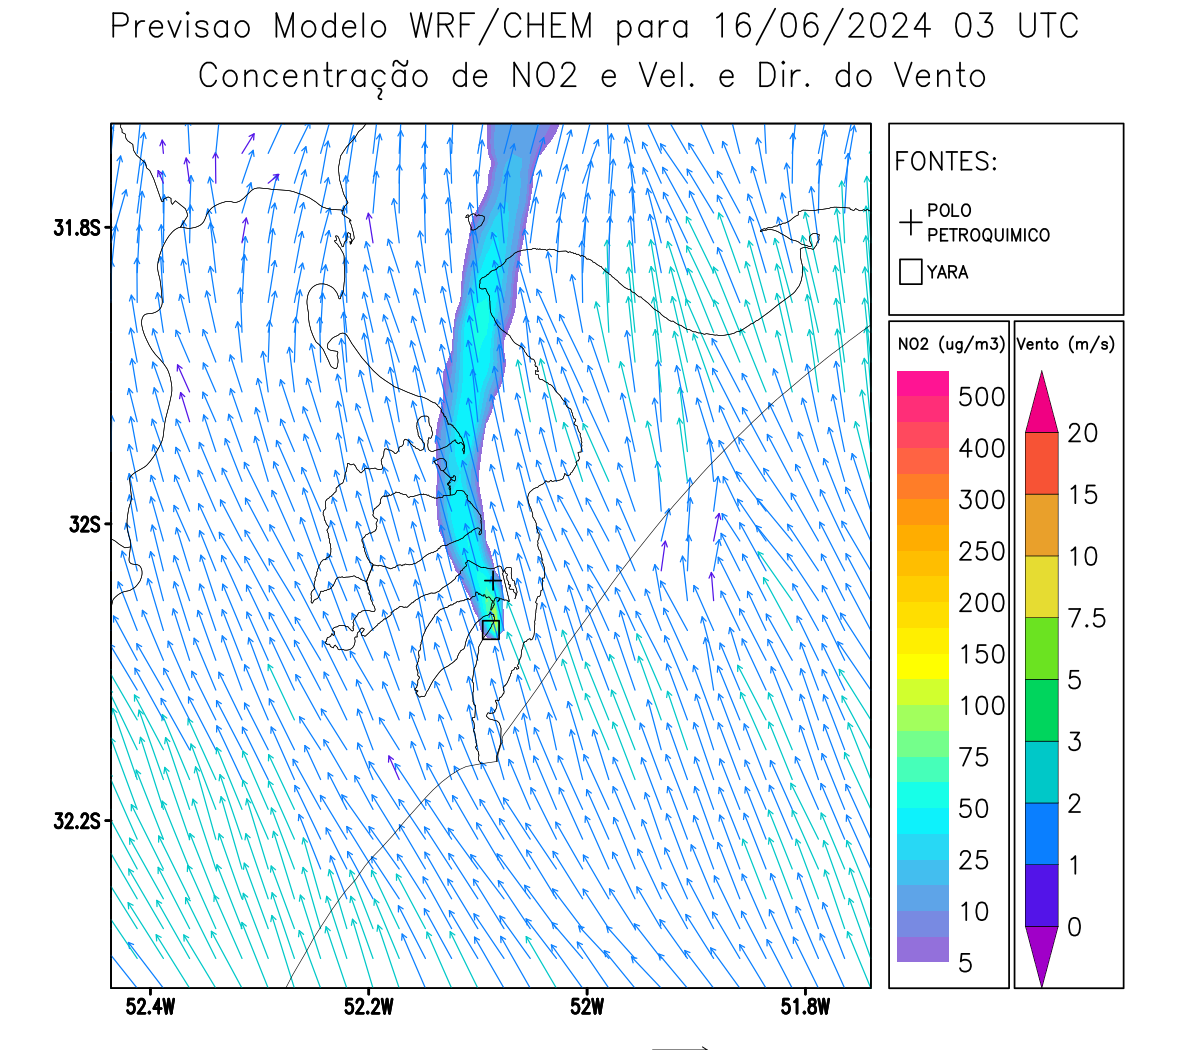 Previsao Modelo WRF/CHEM para 16/06/2024 03 UTC
Concentração de NO2 e Vel. e Dir. do Vento
FONTES:
POLO
PETROQUIMICO
YARA
NO2 (ug/m3)
500
400
300
250
200
150
100
75
50
25
10
5
Vento (m/s)
20
15
10
7.5
5
3
2
1
0
31.8S
32S
32.2S
52.4W
52.2W
52W
51.8W